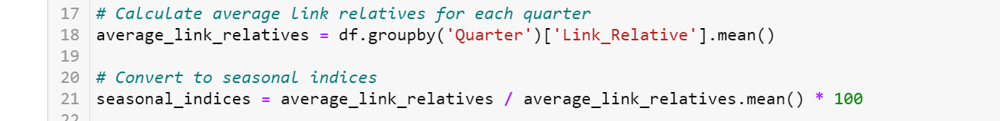 17 # Calculate average link relatives for each quarter
18 average_link_relatives = df.groupby('Quarter')['Link_Relative'].mean()
19
20 # Convert to seasonal indices
21 seasonal_indices = average_link_relatives / average_link_relatives.mean() * 100
22